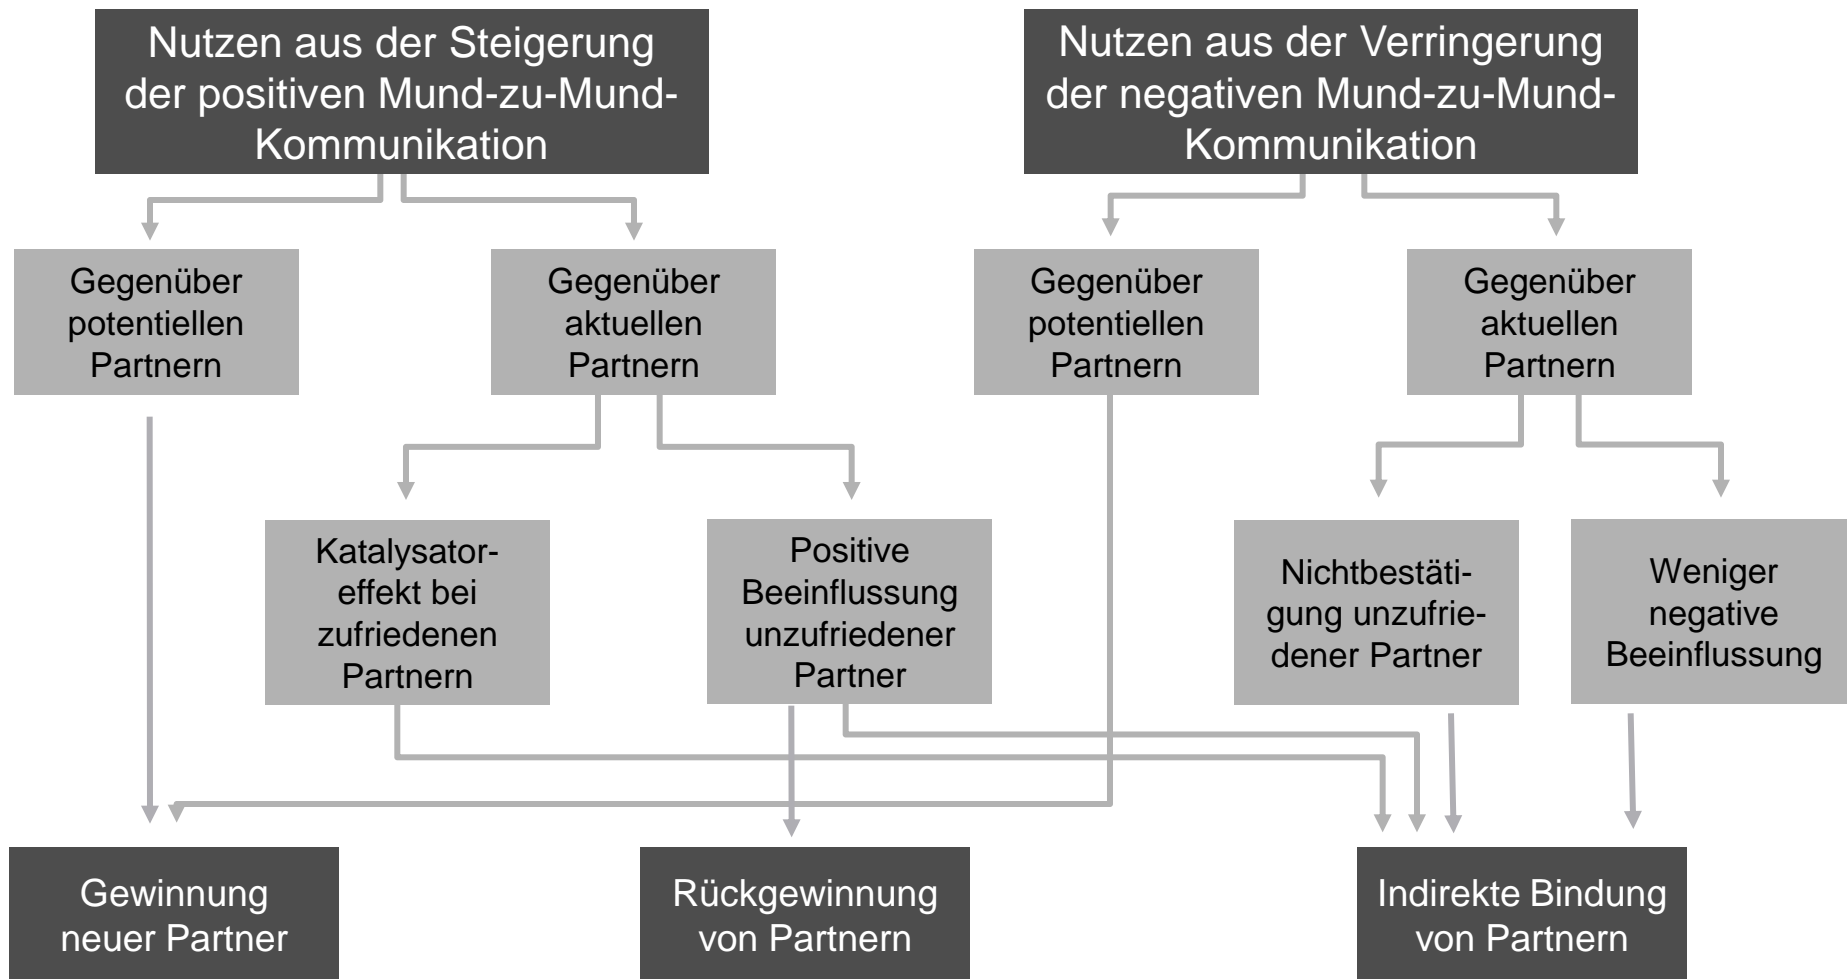 Nutzen aus der Steigerung
der positiven Mund-zu-Mund-
Kommunikation
Nutzen aus der Verringerung
der negativen Mund-zu-Mund-
Kommunikation
Gegenüber
potentiellen
Partnern
Gegenüber
aktuellen
Partnern
Gegenüber
potentiellen
Partnern
Gegenüber
aktuellen
Partnern
Katalysator-
effekt bei
zufriedenen
Partnern
Positive
Beeinflussung
unzufriedener
Partner
Nichtbestäti-
gung unzufrie-
dener Partner
Weniger
negative
Beeinflussung
Gewinnung
neuer Partner
Rückgewinnung
von Partnern
Indirekte Bindung
von Partnern